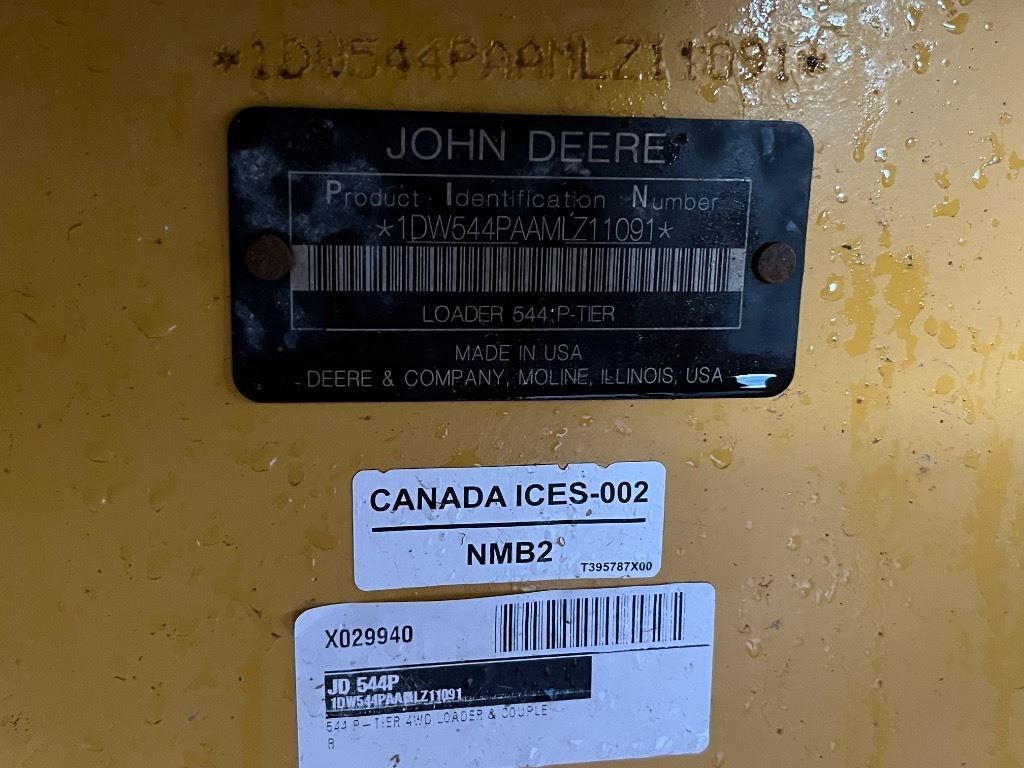 *1DW544PAAMLZ11091*
JOHN DEERE
Product Identification Number
*1DW544PAAMLZ11091*
LOADER 544 P-TIER
MADE IN USA
DEERE & COMPANY, MOLINE, ILLINOIS, USA
CANADA ICES-002
NMB2
T395787X00
X029940
JD 544P
1DW544PAAMLZ11091
544 P-TIER 4WD LOADER & COUPLE
R